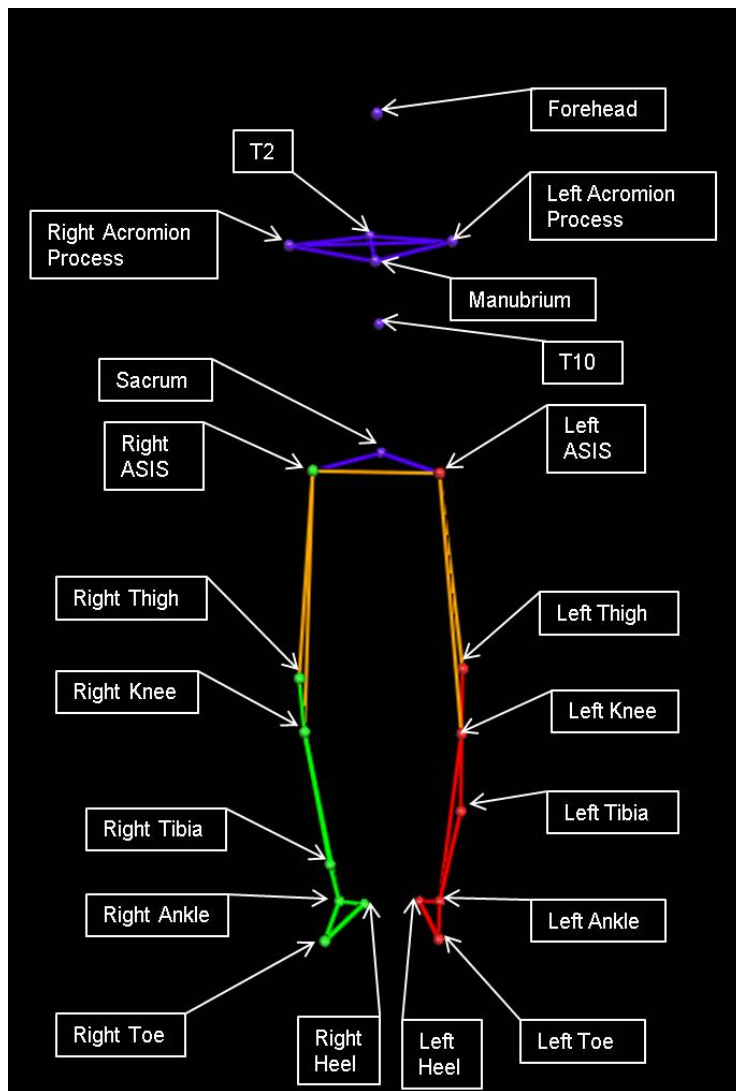 Forehead
T2
Left Acromion
Process
Right Acromion
Process
Manubrium
T10
Sacrum
Right
ASIS
Left
ASIS
Right Thigh
Left Thigh
Right Knee
Left Knee
Right Tibia
Left Tibia
Right Ankle
Left Ankle
Right Toe
Right
Heel
Left
Heel
Left Toe